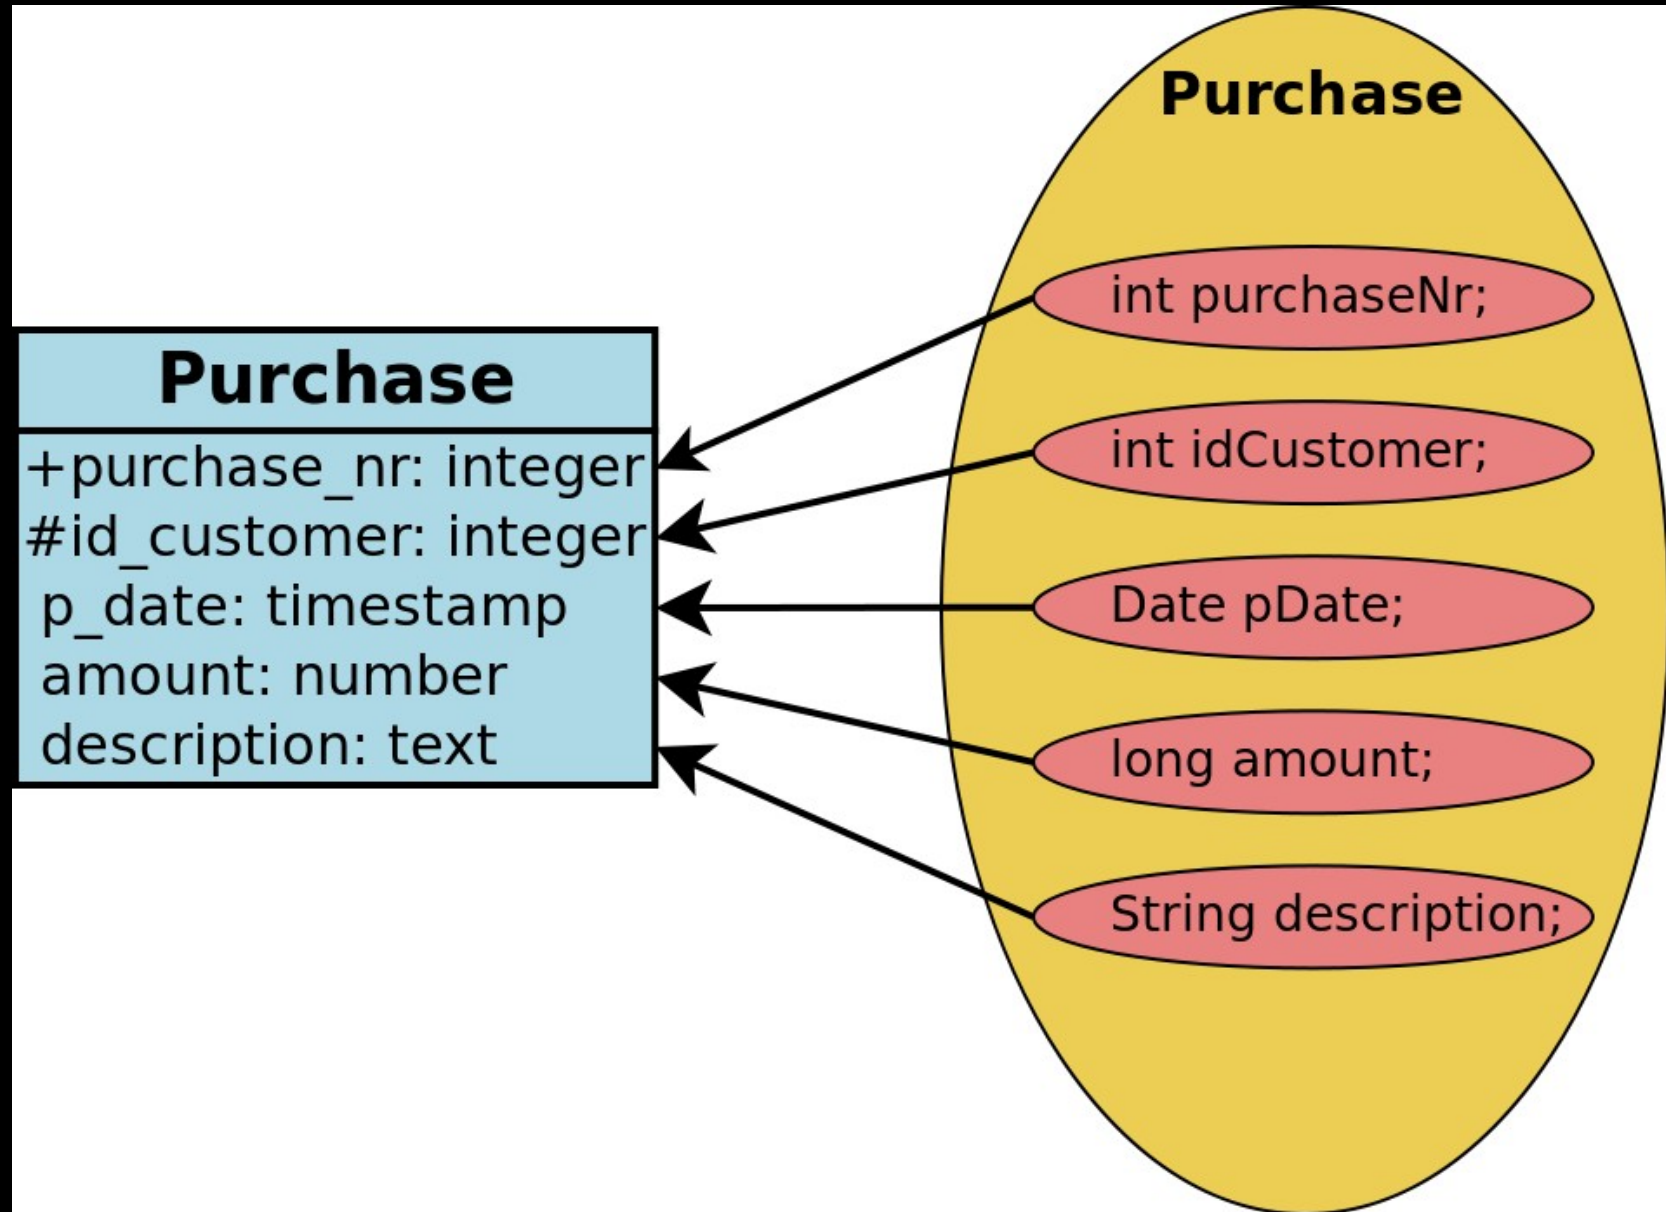 Purchase
+purchase_nr: integer
#id_customer: integer
p_date: timestamp
amount: number
description: text
Purchase
int purchaseNr;
int idCustomer;
Date pDate;
long amount;
String description;